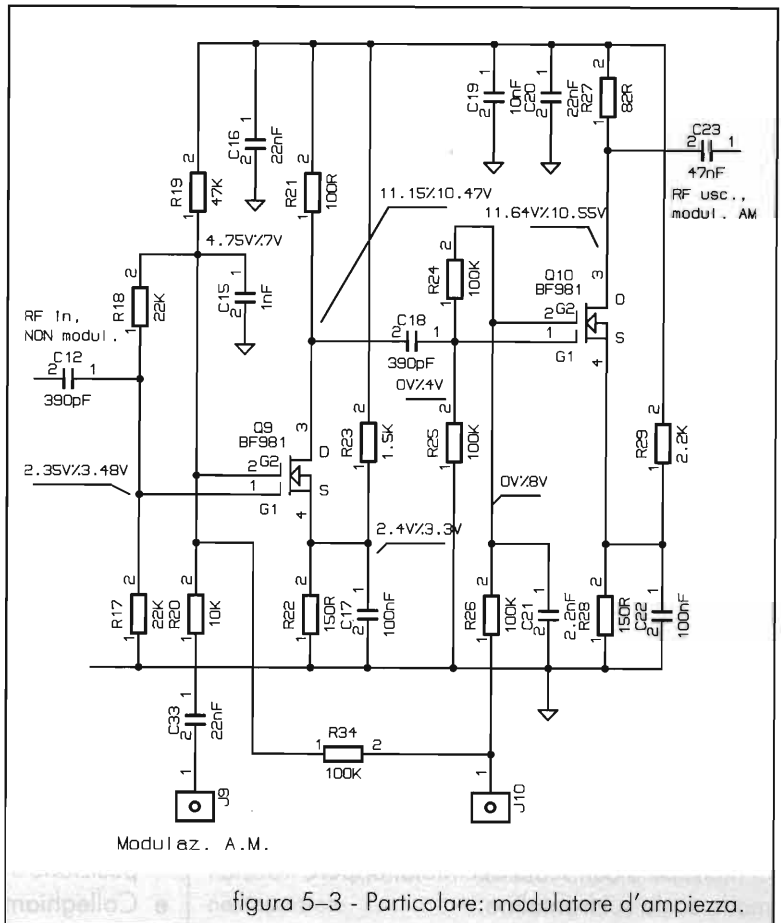 C16
22nF
R21
100R
C19
10nF
C20
22nF
R27
82R
C23
47nF
RF usc.,
modul. AM
R19
47K
11.15%10.47V
11.64V%10.55V
4.75V%7V
R18
22K
C15
1nF
R24
100K
Q10
BF981
G2
G1
D
S
RF In,
NON modul.
C12
390pF
C18
390pF
0V%4V
Q9
BF981
G2
G1
D
S
R23
1.5K
R25
100K
R29
2.2K
2.35V%3.48V
0V%8V
2.4V%3.3V
R17
22K
R20
10K
R22
150R
C17
100nF
R26
100K
C21
2.2nF
R28
150R
C22
100nF
C33
22nF
R34
100K
J9
J10
Modulaz. A.M.
figura 5–3 - Particolare: modulatore d'ampiezza.